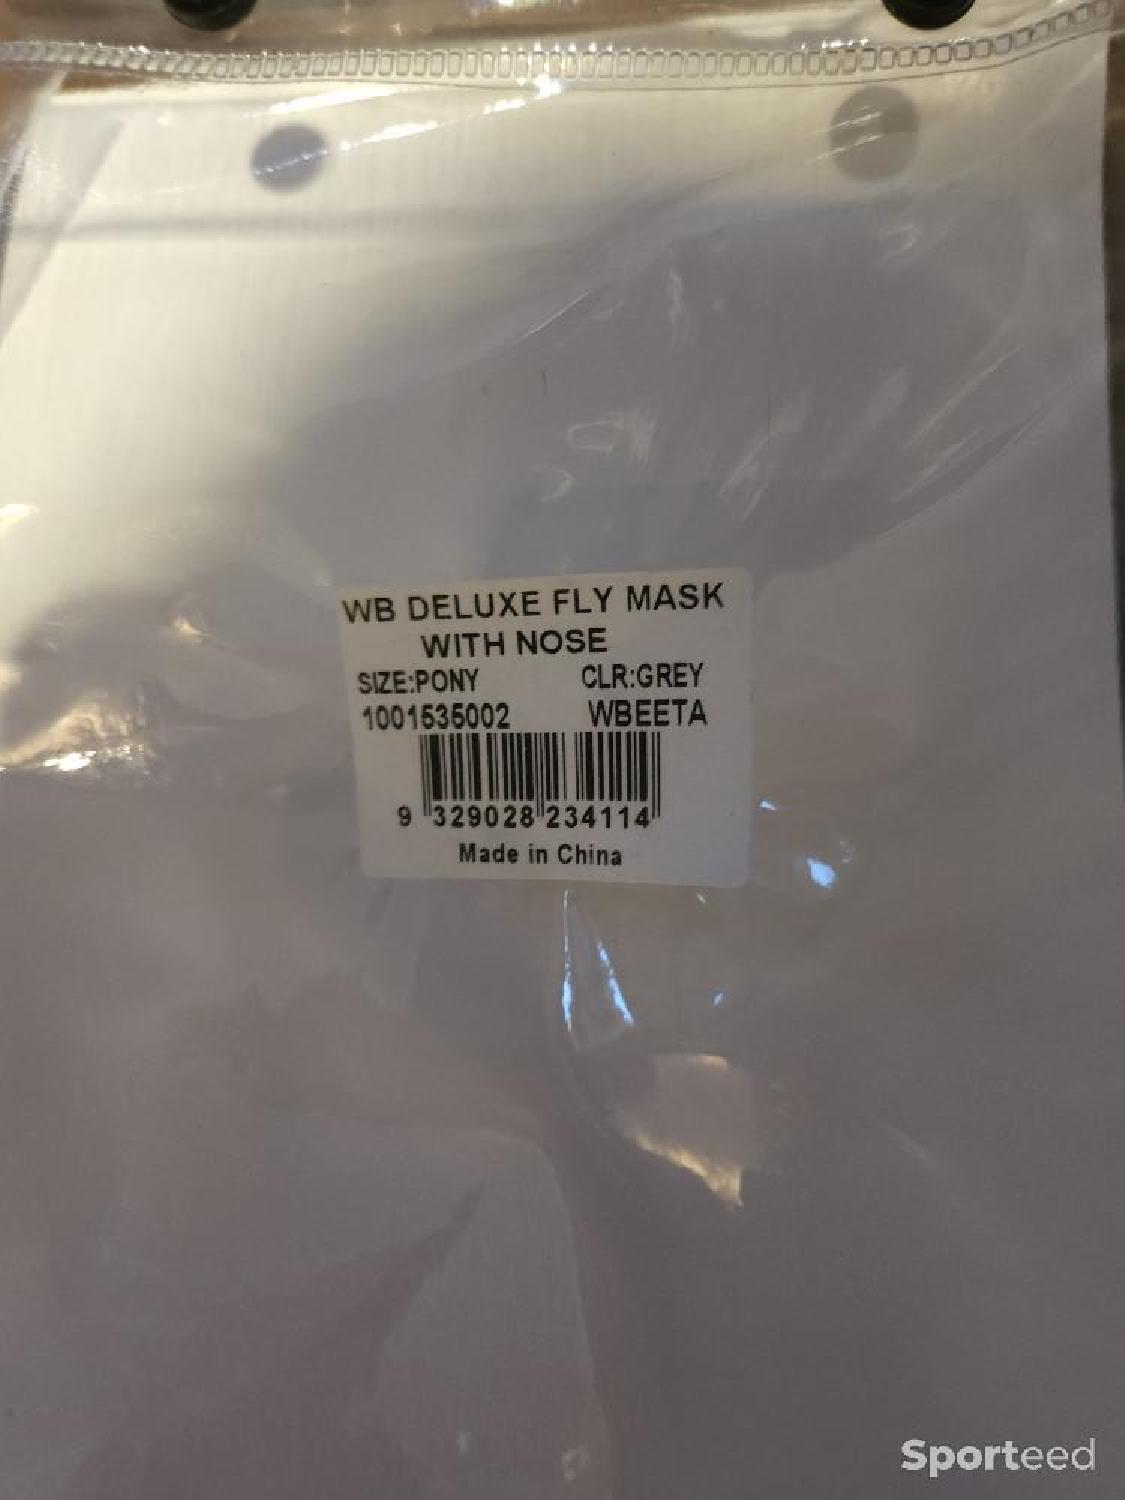 WB DELUXE FLY MASK
WITH NOSE
SIZE:PONY CLR:GREY
1001535002 WBEETA
9 329028 234114
Made in China
Sporteed